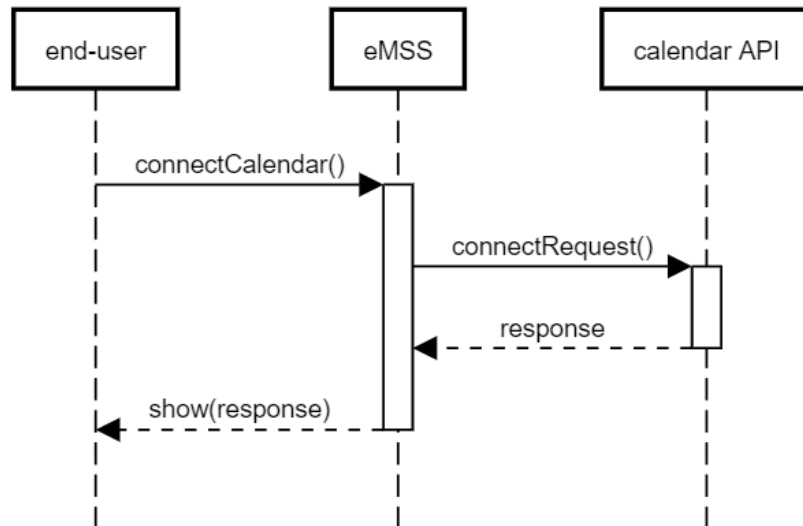 end-user
eMSS
calendar API
connectCalendar()
connectRequest()
response
show(response)